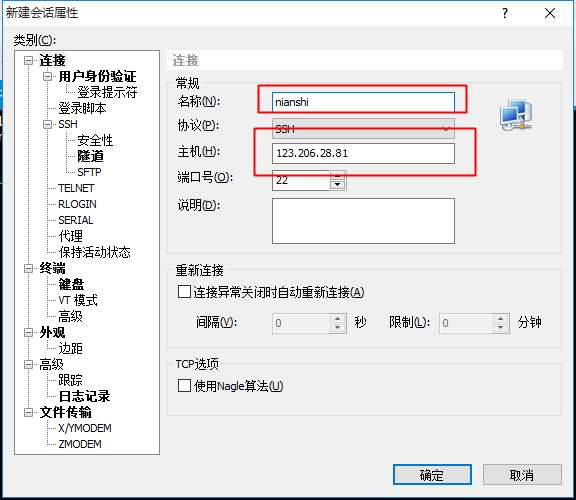 新建会话属性
?
类别(C):
连接
用户身份验证
登录提示符
登录脚本
SSH
安全性
隧道
SFTP
TELNET
RLOGIN
SERIAL
代理
保持活动状态
终端
键盘
VT 模式
高级
外观
边距
高级
跟踪
日志记录
文件传输
X/YMODEM
ZMODEM
连接
常规
名称(N): nianshi
协议(P): SSH
主机(H): 123.206.28.81
端口号(O): 22
说明(D):
重新连接
连接异常关闭时自动重新连接(A)
间隔(V): 0 秒 限制(L): 0 分钟
TCP选项
使用Nagle算法(U)
确定 取消